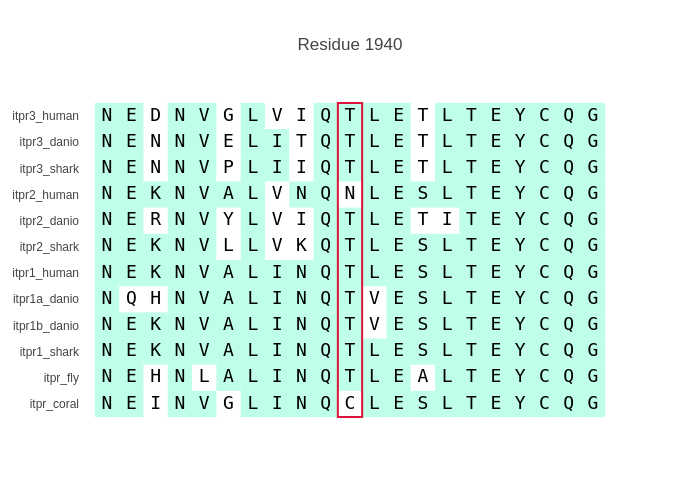 Residue 1940
itpr3_human N E D N V G L V I Q T L E T L T E Y C Q G
itpr3_danio N E N N V E L I T Q T L E T L T E Y C Q G
itpr3_shark N E N N V P L I I Q T L E T L T E Y C Q G
itpr2_human N E K N V A L V N Q N L E S L T E Y C Q G
itpr2_danio N E R N V Y L V I Q T L E T I T E Y C Q G
itpr2_shark N E K N V L L V K Q T L E S L T E Y C Q G
itpr1_human N E K N V A L I N Q T L E S L T E Y C Q G
itpr1a_danio N Q H N V A L I N Q T V E S L T E Y C Q G
itpr1b_danio N E K N V A L I N Q T V E S L T E Y C Q G
itpr1_shark N E K N V A L I N Q T L E S L T E Y C Q G
itpr_fly N E H N L A L I N Q T L E A L T E Y C Q G
itpr_coral N E I N V G L I N Q C L E S L T E Y C Q G